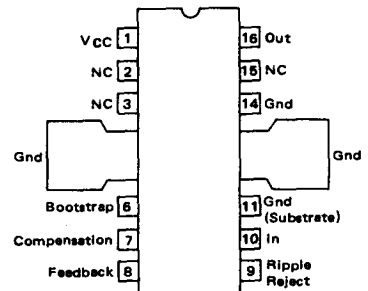 VCC 1 16 Out
NC 2 15 NC
NC 3 14 Gnd
Gnd Gnd
Bootstrap 6 11 Gnd
(Substrate)
Compensation 7 10 In
Feedback 8 9 Ripple
Reject